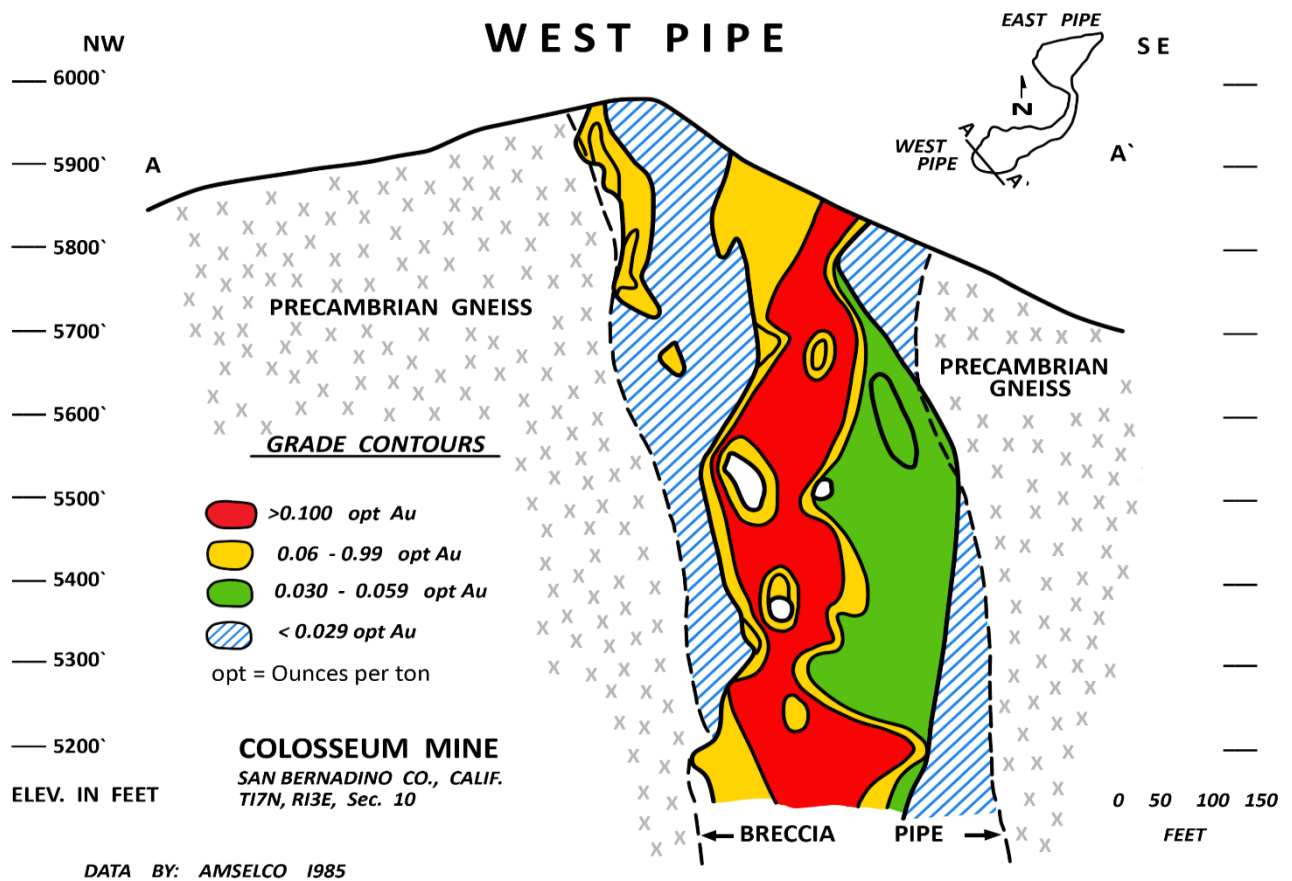 WEST PIPE
NW
EAST PIPE
SE
6000`
N
5900`
A
A
WEST
PIPE
A'
A`
5800`
PRECAMBRIAN GNEISS
5700`
PRECAMBRIAN
GNEISS
5600`
GRADE CONTOURS
5500`
>0.100 opt Au
0.06 - 0.99 opt Au
5400`
0.030 - 0.059 opt Au
< 0.029 opt Au
5300`
opt = Ounces per ton
5200`
COLOSSEUM MINE
SAN BERNADINO CO., CALIF.
TI7N, RI3E, Sec. 10
ELEV. IN FEET
0 50 100 150
FEET
BRECCIA PIPE
DATA BY: AMSELCO I985